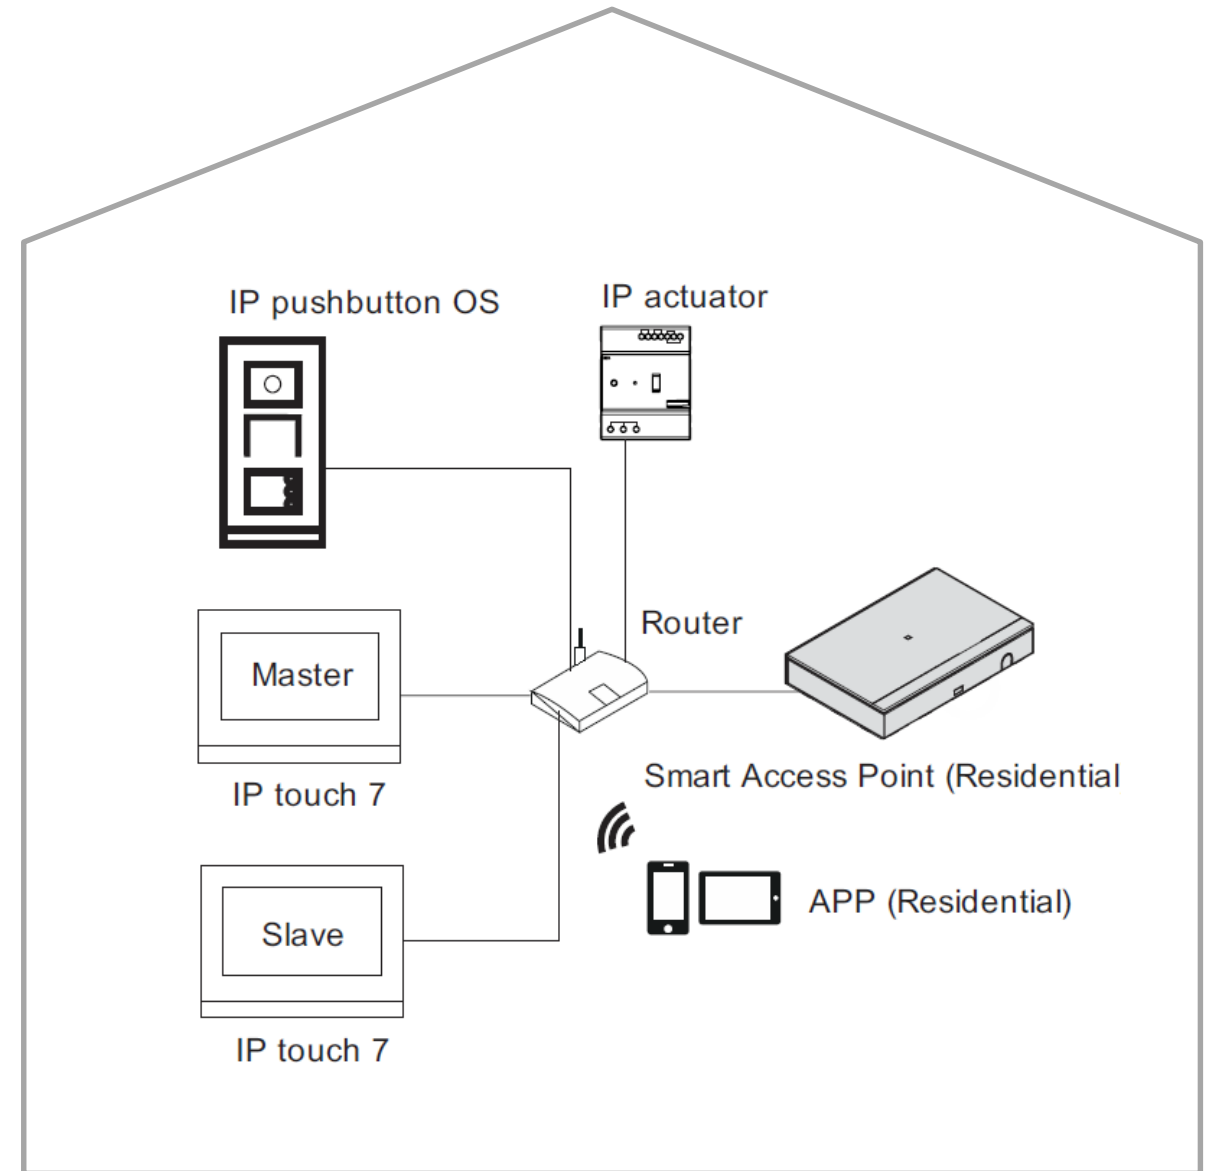 IP pushbutton OS
IP actuator
Router
Master
IP touch 7
Smart Access Point (Residential
APP (Residential)
Slave
IP touch 7